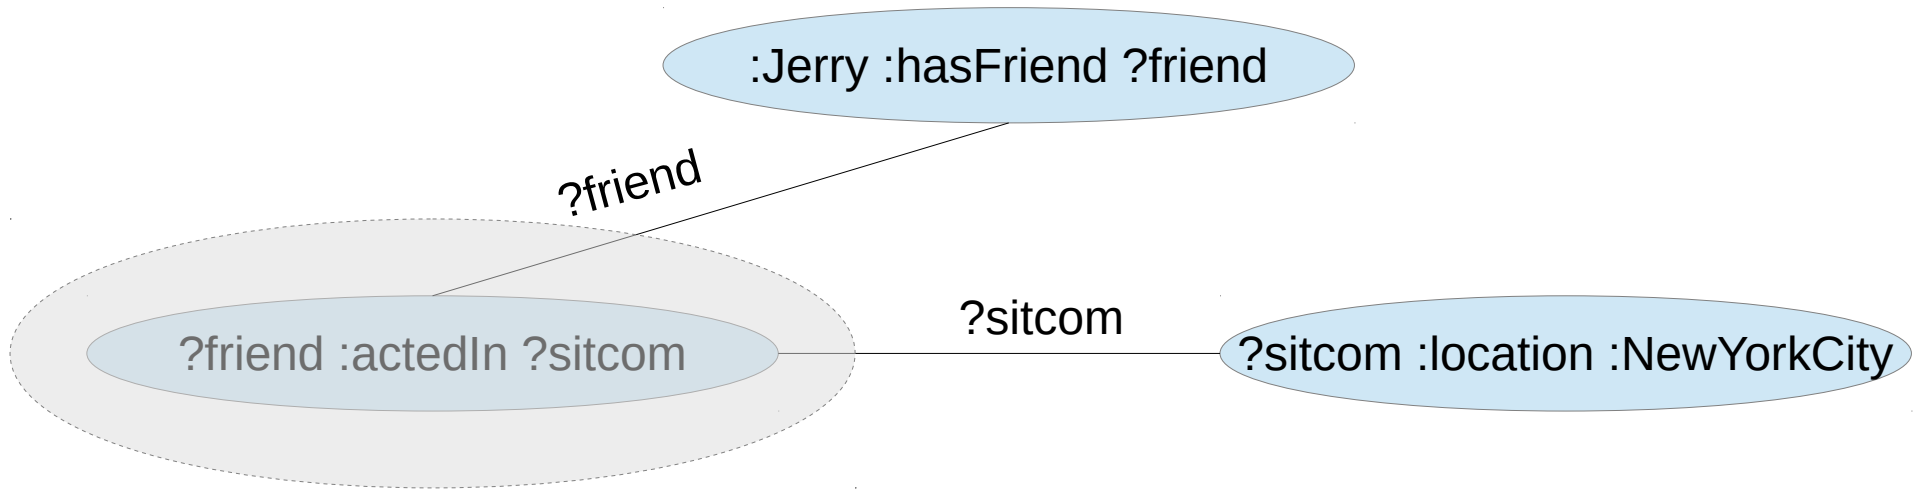 :Jerry :hasFriend ?friend
?friend
?sitcom
?friend :actedIn ?sitcom
?sitcom :location :NewYorkCity